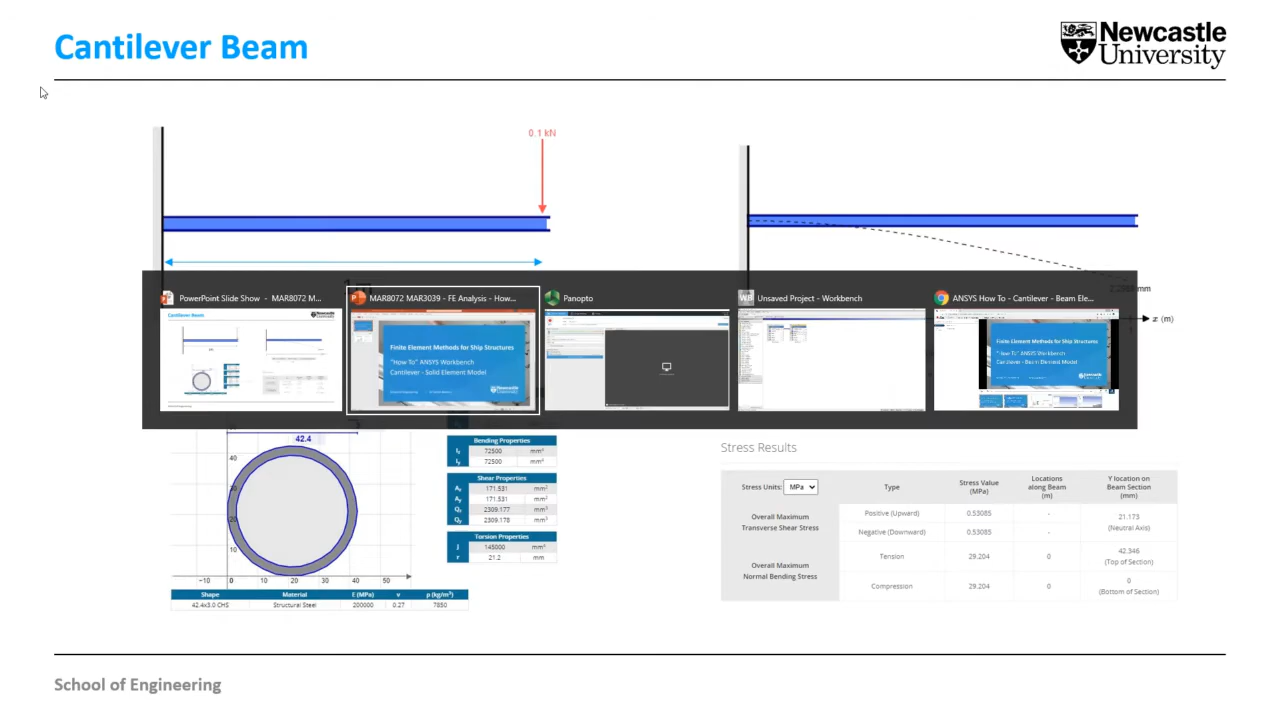 Cantilever Beam
Newcastle
University
0.1 kN
PowerPoint Slide Show - MAR8072 M...
MAR8072 MAR3039 - FE Analysis - How...
Panopto
Unsaved Project - Workbench
ANSYS How To - Cantilever - Beam Ele...
mm
x (m)
Cantilever Beam
Finite Element Methods for Ship Structures
"How To" ANSYS Workbench
Cantilever - Solid Element Model
Finite Element Methods for Ship Structures
"How To" ANSYS Workbench
Cantilever - Beam Element Model
42.4
40
20
10
-10 0 10 20 30 40 50
Bending Properties
72500 mm⁴
72500 mm⁴
Shear Properties
171.531 mm²
171.531 mm²
2309.177 mm³
2309.178 mm³
Torsion Properties
J 145000 mm⁴
r 21.2 mm
Shape Material E (MPa) v ρ (kg/m³)
42.4x3.0 CHS Structural Steel 200000 0.27 7850
Stress Results
Stress Units: MPa
Type
Stress Value
(MPa)
Locations
along Beam
(m)
Y location on
Beam Section
(mm)
Overall Maximum
Transverse Shear Stress
Positive (Upward) 0.53085 -
Negative (Downward) 0.53085 -
21.173
(Neutral Axis)
Overall Maximum
Normal Bending Stress
Tension 29.204 0
42.346
(Top of Section)
Compression 29.204 0
0
(Bottom of Section)
School of Engineering